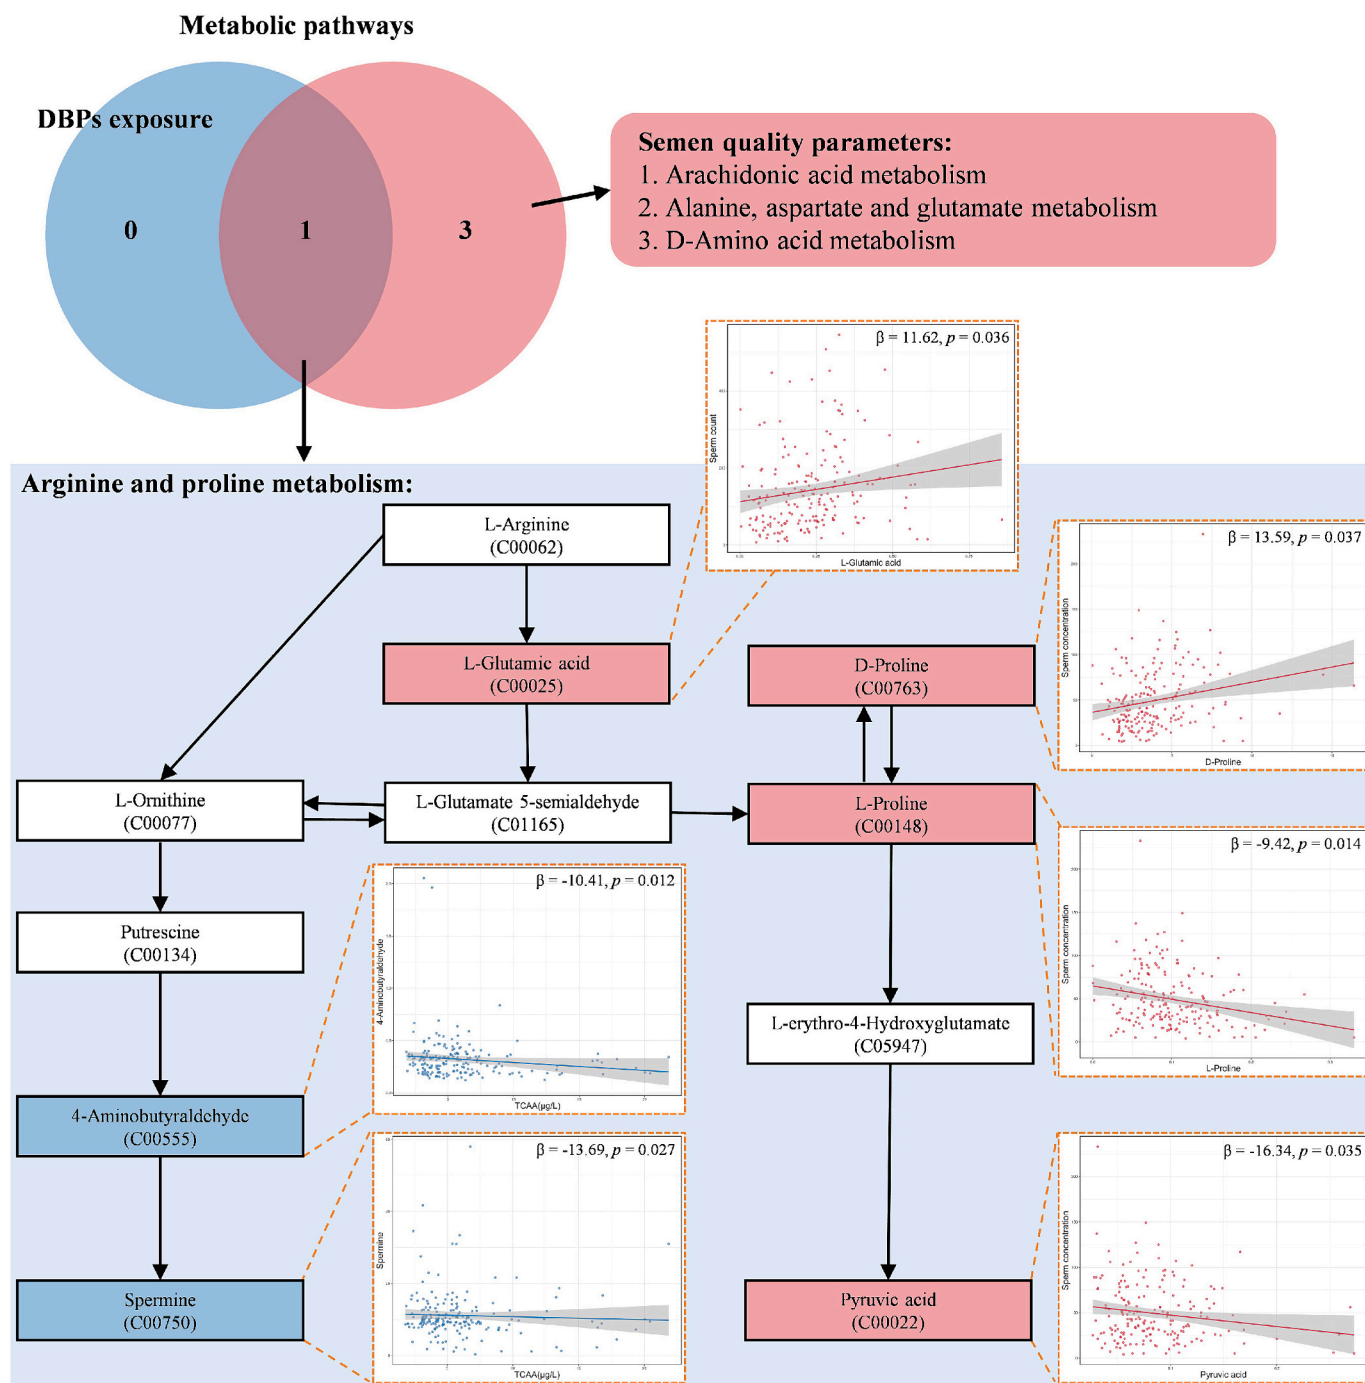 Metabolic pathways
DBPs exposure
0
1
3
Semen quality parameters:
1. Arachidonic acid metabolism
2. Alanine, aspartate and glutamate metabolism
3. D-Amino acid metabolism
β = 11.62, p = 0.036
Sperm count
L-Glutamic acid
Arginine and proline metabolism:
L-Arginine
(C00062)
L-Glutamic acid
(C00025)
D-Proline
(C00763)
β = 13.59, p = 0.037
Sperm concentration
D-Proline
L-Ornithine
(C00077)
L-Glutamate 5-semialdehyde
(C01165)
L-Proline
(C00148)
β = -9.42, p = 0.014
Sperm concentration
L-Proline
Putrescine
(C00134)
β = -10.41, p = 0.012
4-Aminobutyraldehyde
TCAA(μg/L)
L-erythro-4-Hydroxyglutamate
(C05947)
4-Aminobutyraldehyde
(C00555)
β = -13.69, p = 0.027
Spermine
TCAA(μg/L)
β = -16.34, p = 0.035
Sperm concentration
Pyruvic acid
Spermine
(C00750)
Pyruvic acid
(C00022)